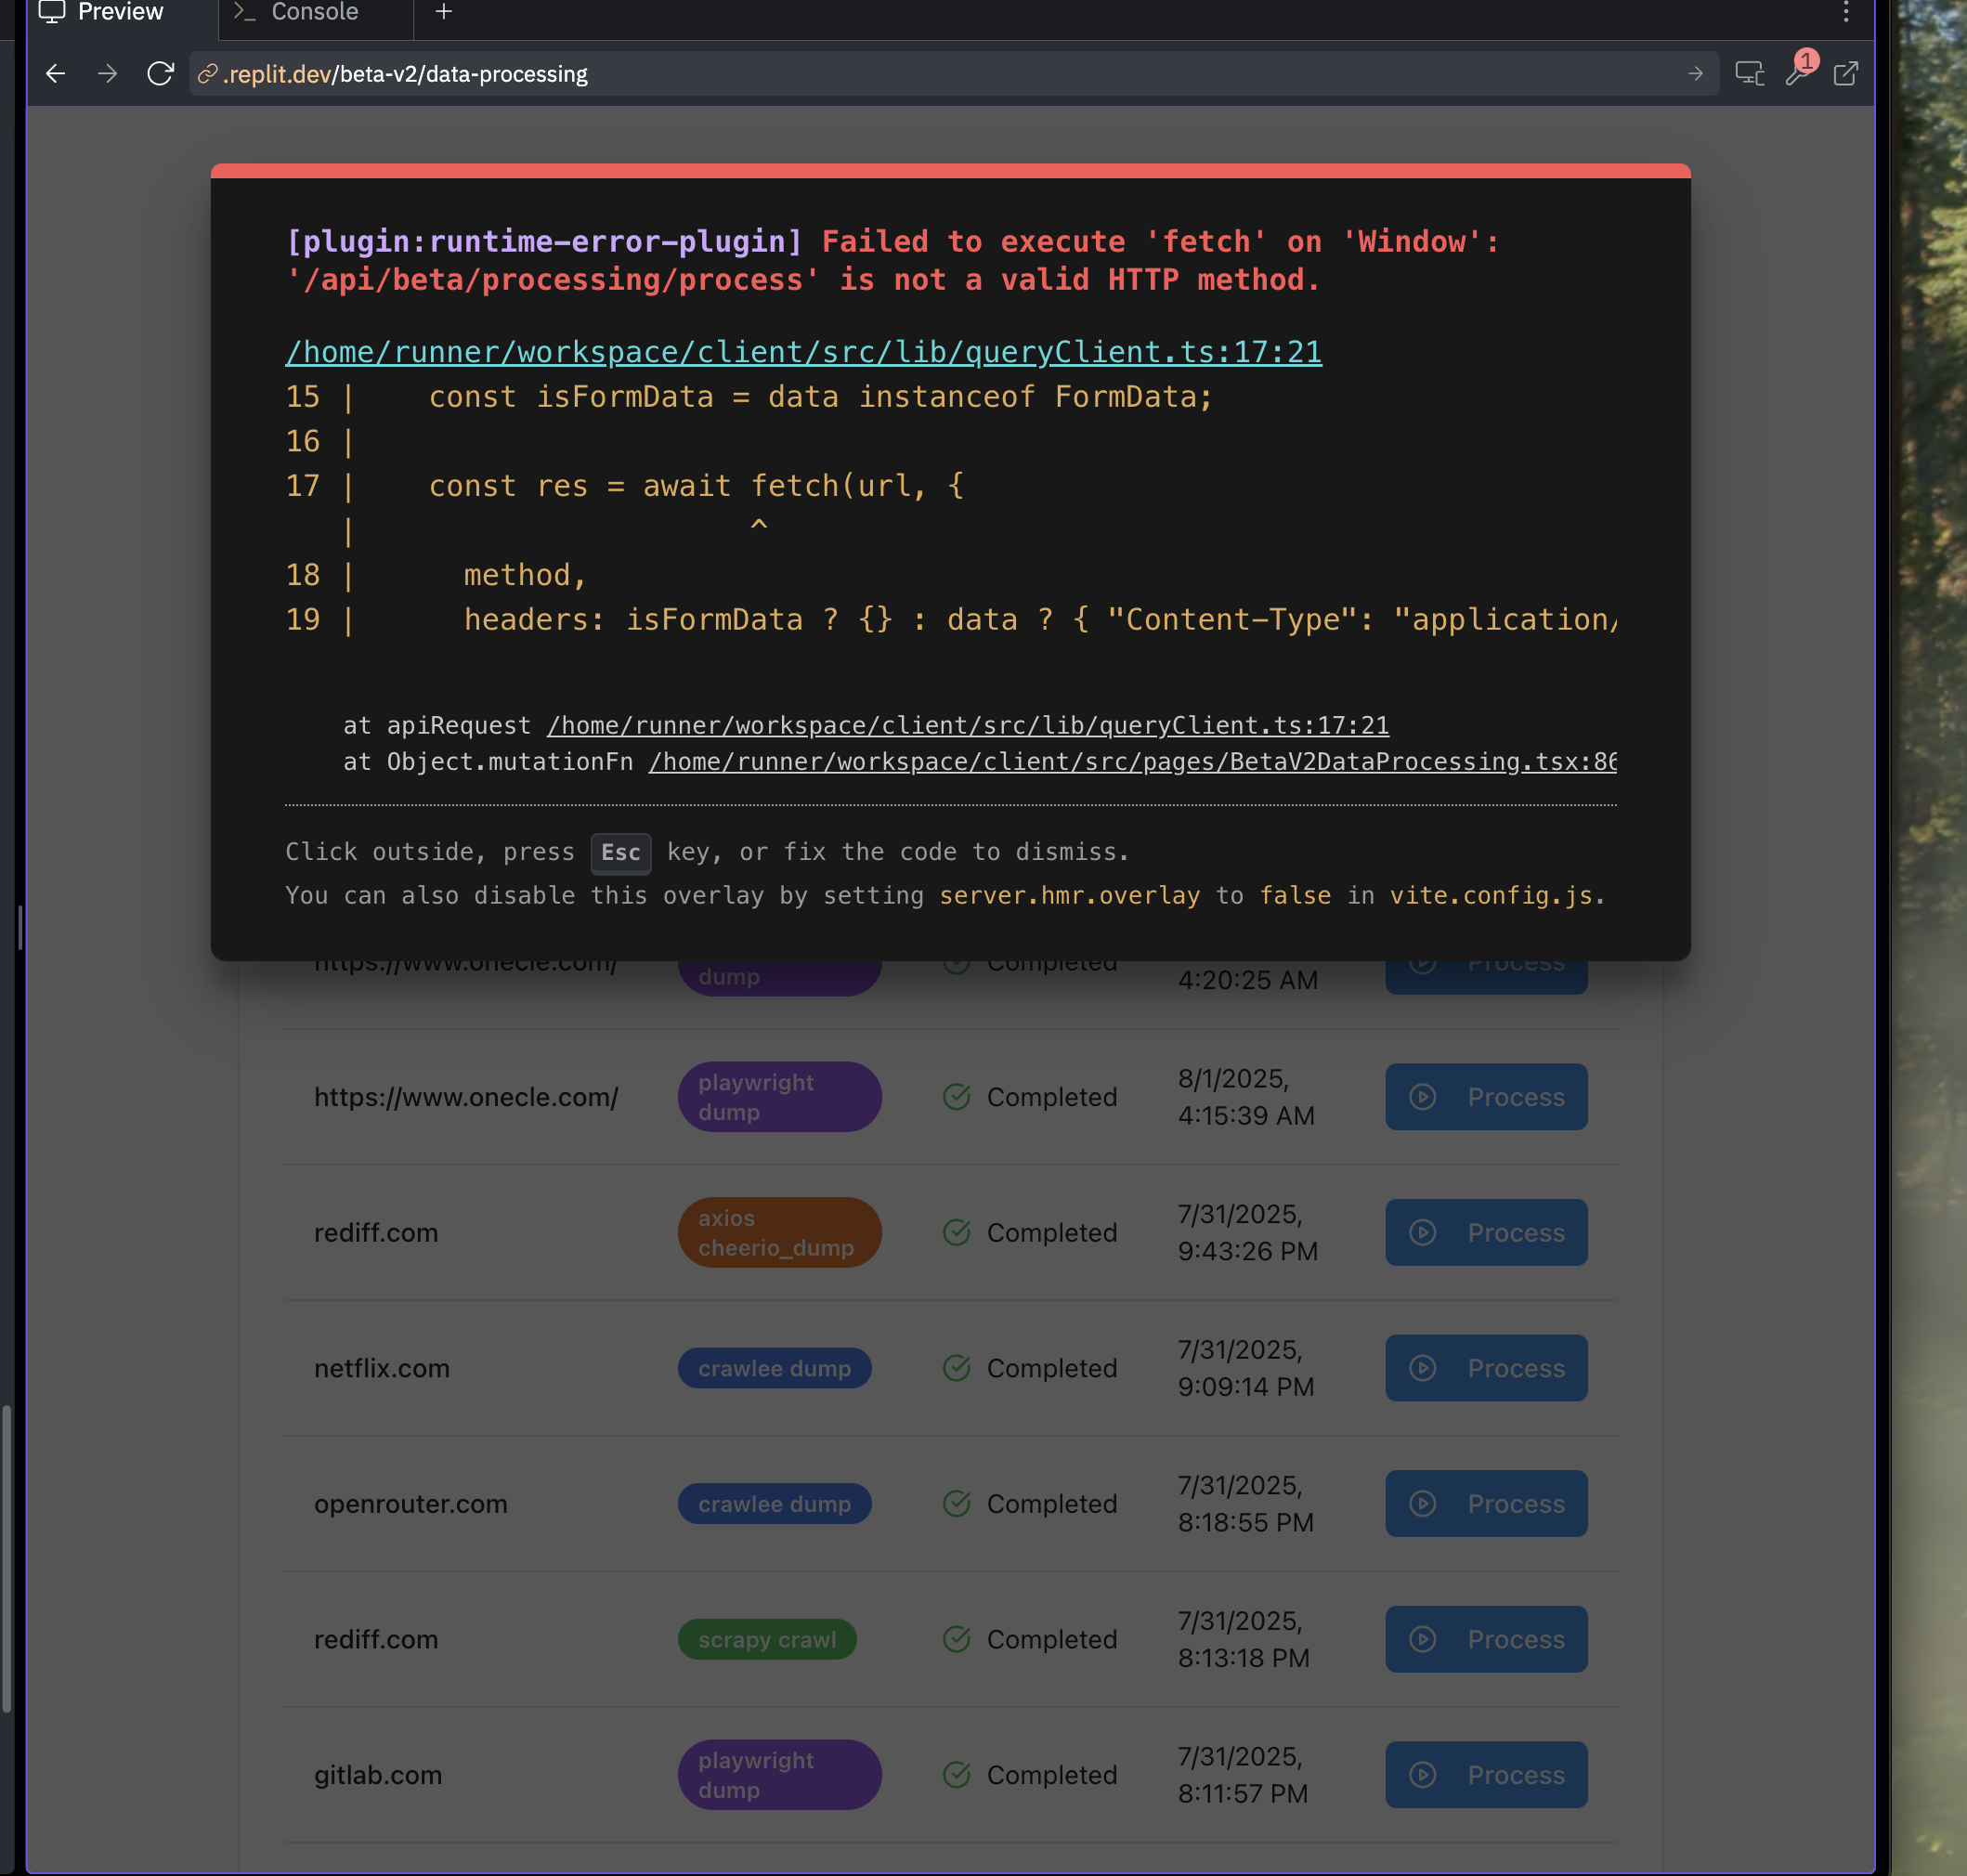 Preview
Console
1
.replit.dev/beta-v2/data-processing
[plugin:runtime-error-plugin] Failed to execute 'fetch' on 'Window':
'/api/beta/processing/process' is not a valid HTTP method.
/home/runner/workspace/client/src/lib/queryClient.ts:17:21
15 |    const isFormData = data instanceof FormData;
16 |
17 |    const res = await fetch(url, {
   |                      ^
18 |      method,
19 |      headers: isFormData ? {} : data ? { "Content-Type": "application/
at apiRequest /home/runner/workspace/client/src/lib/queryClient.ts:17:21
at Object.mutationFn /home/runner/workspace/client/src/pages/BetaV2DataProcessing.tsx:86
Click outside, press Esc key, or fix the code to dismiss.
You can also disable this overlay by setting server.hmr.overlay to false in vite.config.js.
https://www.onecle.com/
dump
Completed
4:20:25 AM
Process
https://www.onecle.com/
playwright
dump
Completed
8/1/2025,
4:15:39 AM
Process
rediff.com
axios
cheerio_dump
Completed
7/31/2025,
9:43:26 PM
Process
netflix.com
crawlee dump
Completed
7/31/2025,
9:09:14 PM
Process
openrouter.com
crawlee dump
Completed
7/31/2025,
8:18:55 PM
Process
rediff.com
scrapy crawl
Completed
7/31/2025,
8:13:18 PM
Process
gitlab.com
playwright
dump
Completed
7/31/2025,
8:11:57 PM
Process